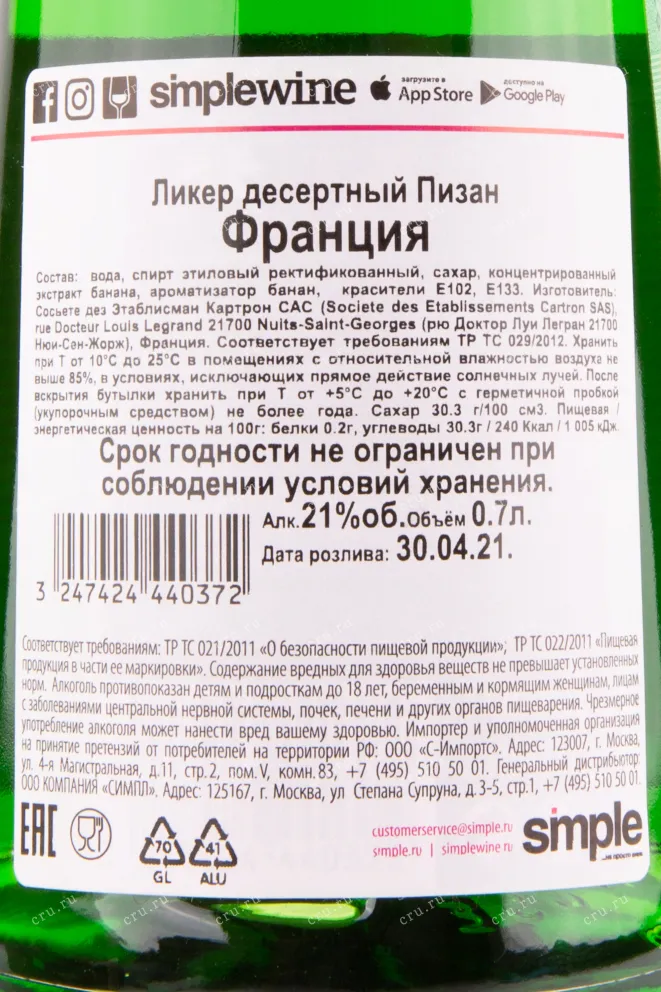 simplewine
загрузите в
App Store
доступно на
Google Play
Ликер десертный Пизан
Франция
Состав: вода, спирт этиловый ректификованный, сахар, концентрированный
экстракт банана, ароматизатор банан, красители Е102, Е133. Изготовитель:
Сосьете дез Этаблисман Картрон САС (Societe des Etablissements Cartron SAS),
rue Docteur Louis Legrand 21700 Nuits-Saint-Georges (рю Доктор Луи Легран 21700
Нюи-Сен-Жорж), Франция. Соответствует требованиям ТР ТС 029/2012. Хранить
при Т от 10°С до 25°С в помещениях с относительной влажностью воздуха не
выше 85%, в условиях, исключающих прямое действие солнечных лучей. После
вскрытия бутылки хранить при Т от +5°С до +20°С с герметичной пробкой
(укупорочным средством) не более года. Сахар 30.3 г/100 см3. Пищевая /
энергетическая ценность на 100г: белки 0.2г, углеводы 30.3г / 240 Ккал / 1 005 кДж.
Срок годности не ограничен при
соблюдении условий хранения.
Алк.21%об.Объём 0.7л.
Дата розлива: 30.04.21.
3 247424 440372
Соответствует требованиям: ТР ТС 021/2011 «О безопасности пищевой продукции»; ТР ТС 022/2011 «Пищевая
продукция в части ее маркировки». Содержание вредных для здоровья веществ не превышает установленных
норм. Алкоголь противопоказан детям и подросткам до 18 лет, беременным и кормящим женщинам, лицам
с заболеваниями центральной нервной системы, почек, печени и других органов пищеварения. Чрезмерное
употребление алкоголя может нанести вред вашему здоровью. Импортер и уполномоченная организация
на принятие претензий от потребителей на территории РФ: ООО «С-Импортс». Адрес: 123007, г. Москва,
ул. 4-я Магистральная, д.11, стр.2, пом.V, комн.83, +7 (495) 510 50 01. Генеральный дистрибьютор:
ООО КОМПАНИЯ «СИМПЛ». Адрес: 125167, г. Москва, ул Степана Супруна, д.3-5, стр.1, +7 (495) 510 50 01.
EAC
70
GL
41
ALU
customerservice@simple.ru
simple.ru | simplewine.ru
simple
...не просто вино
cru.ru